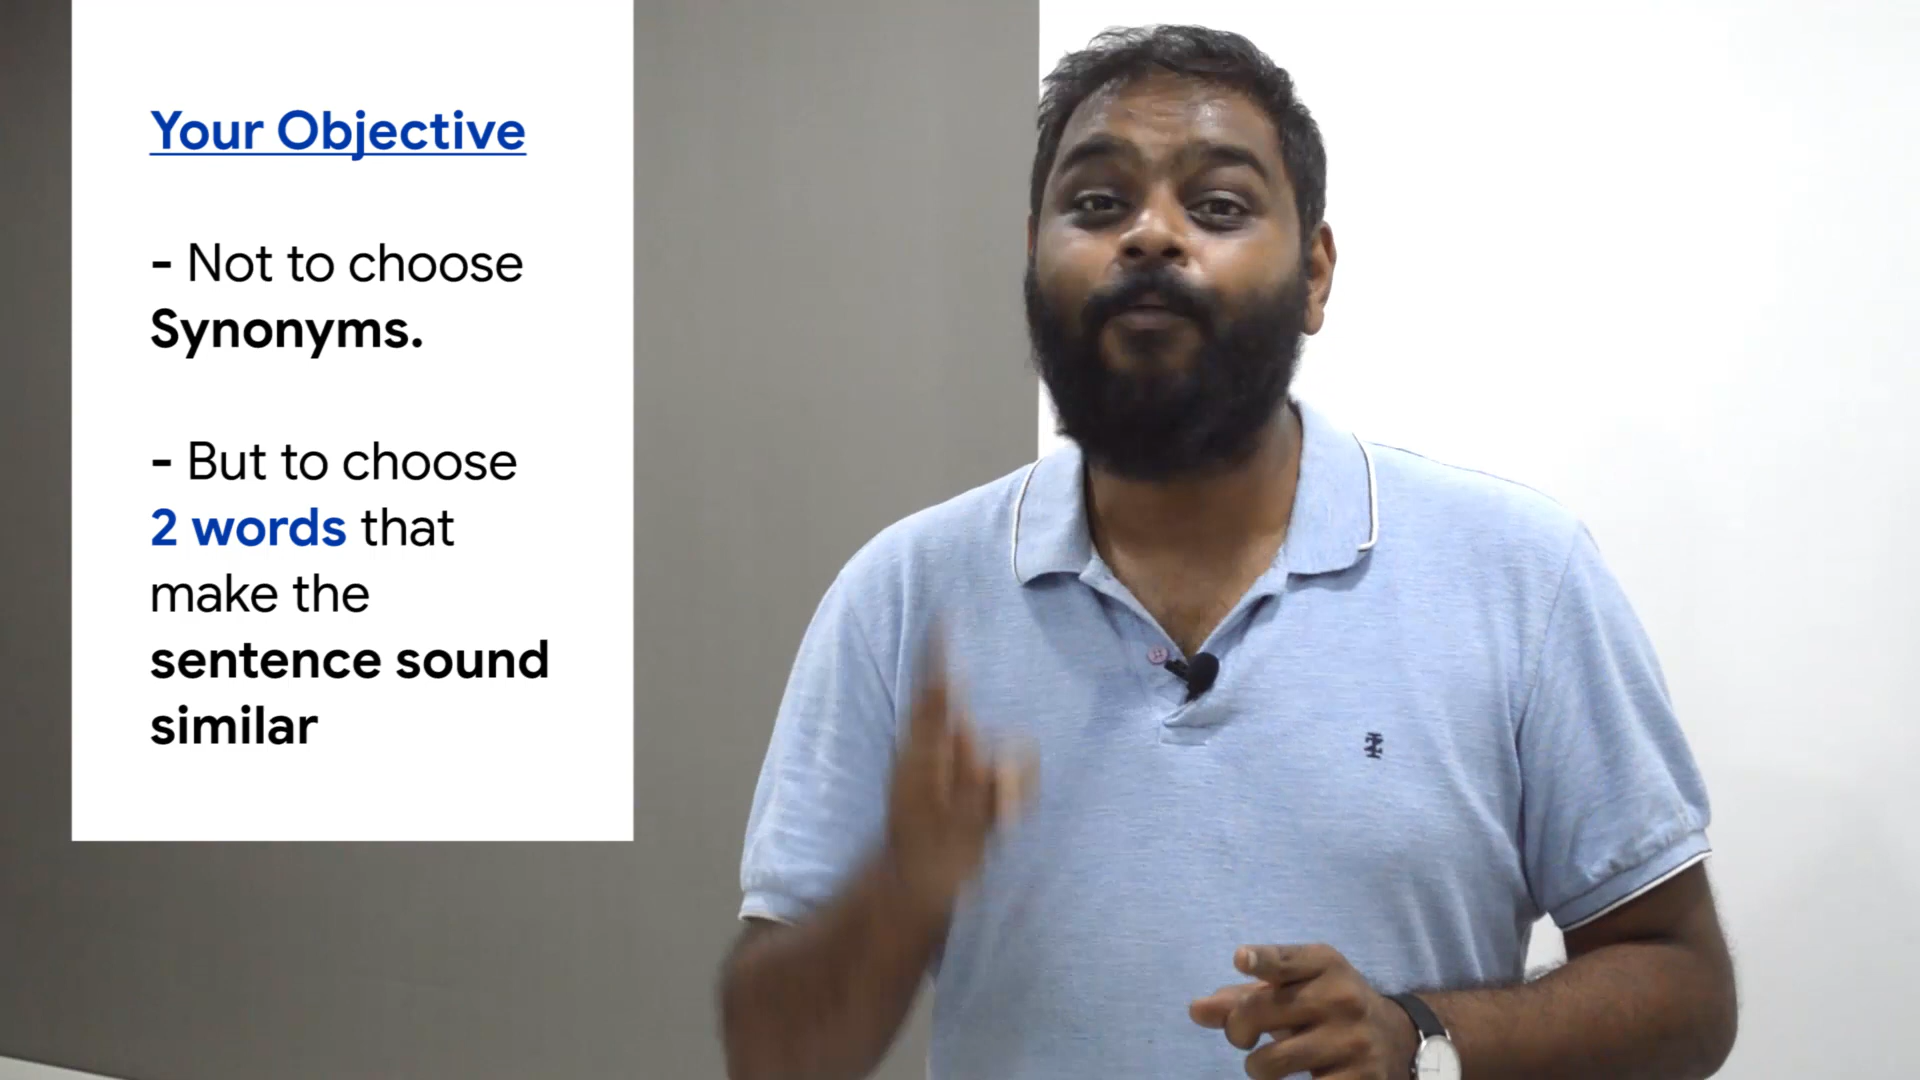 Your Objective
- Not to choose
Synonyms.
- But to choose
2 words that
make the
sentence sound
similar